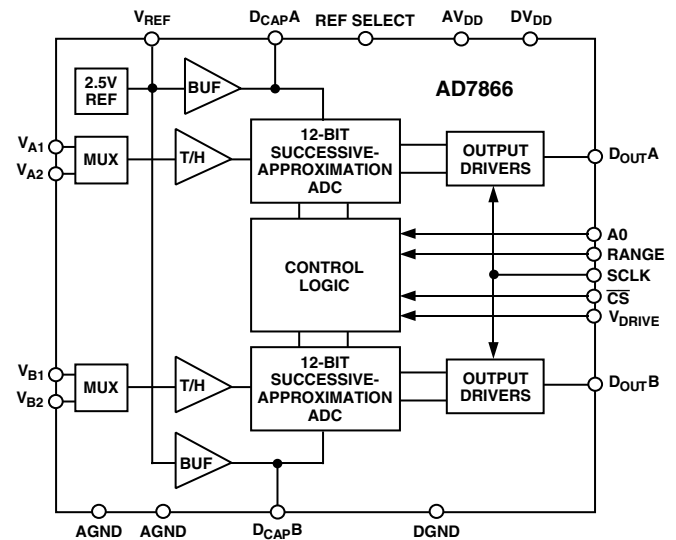 VREF
DCAPA
REF SELECT
AVDD
DVDD
2.5V
REF
BUF
AD7866
VA1
VA2
MUX
T/H
12-BIT
SUCCESSIVE-
APPROXIMATION
ADC
OUTPUT
DRIVERS
DOUTA
CONTROL
LOGIC
A0
RANGE
SCLK
CS
VDRIVE
VB1
VB2
MUX
T/H
12-BIT
SUCCESSIVE-
APPROXIMATION
ADC
OUTPUT
DRIVERS
DOUTB
BUF
AGND
AGND
DCAPB
DGND